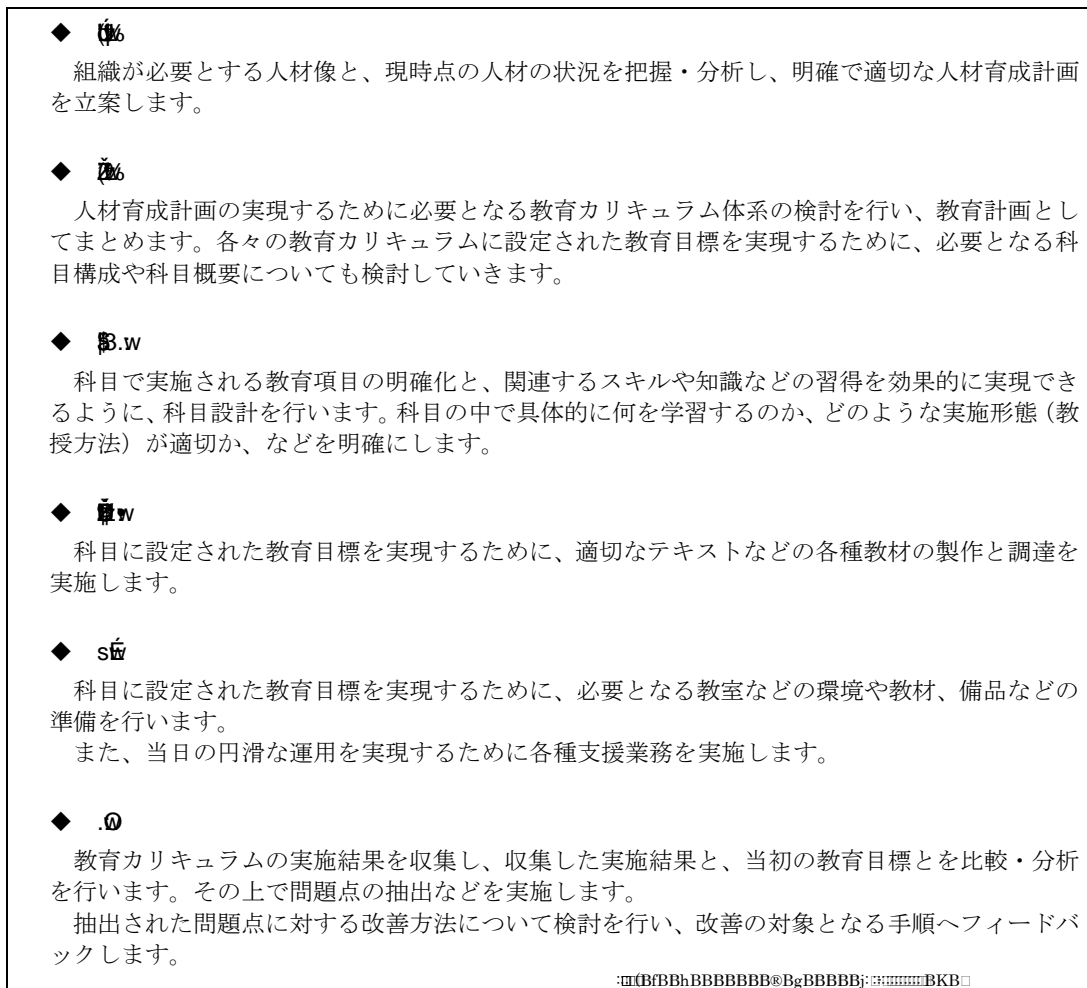 ◆
組織が必要とする人材像と、現時点の人材の状況を把握・分析し、明確で適切な人材育成計画
を立案します。
◆
人材育成計画の実現するために必要となる教育カリキュラム体系の検討を行い、教育計画とし
てまとめます。各々の教育カリキュラムに設定された教育目標を実現するために、必要となる科
目構成や科目概要についても検討していきます。
◆
科目で実施される教育項目の明確化と、関連するスキルや知識などの習得を効果的に実現でき
るように、科目設計を行います。科目の中で具体的に何を学習するのか、どのような実施形態（教
授方法）が適切か、などを明確にします。
◆
科目に設定された教育目標を実現するために、適切なテキストなどの各種教材の製作と調達を
実施します。
◆
科目に設定された教育目標を実現するために、必要となる教室などの環境や教材、備品などの
準備を行います。
また、当日の円滑な運用を実現するために各種支援業務を実施します。
◆
教育カリキュラムの実施結果を収集し、収集した実施結果と、当初の教育目標とを比較・分析
を行います。その上で問題点の抽出などを実施します。
抽出された問題点に対する改善方法について検討を行い、改善の対象となる手順へフィードバ
ックします。